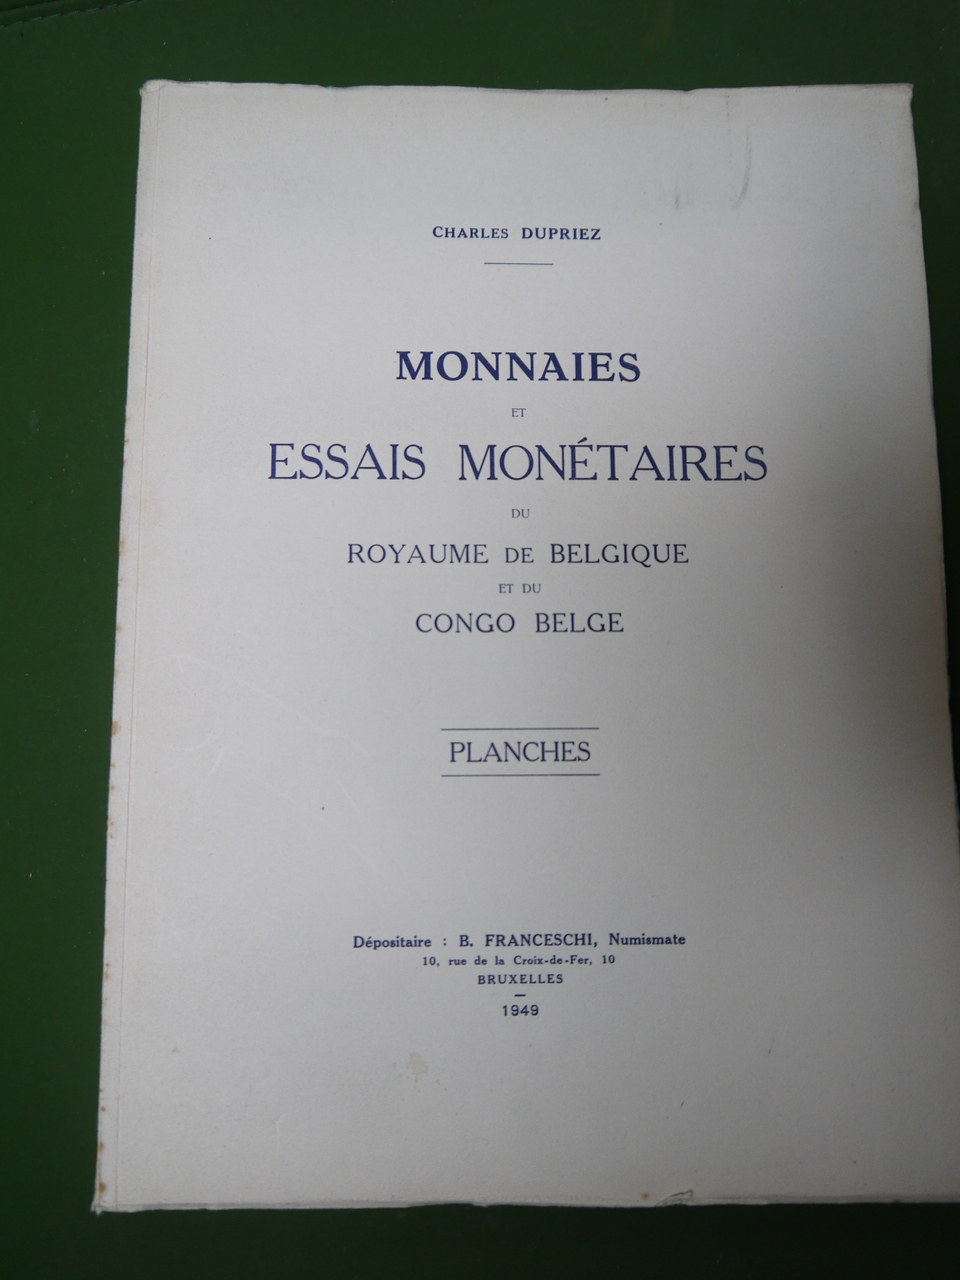 CHARLES DUPRIEZ
MONNAIES
ET
ESSAIS MONÉTAIRES
DU
ROYAUME DE BELGIQUE
ET DU
CONGO BELGE
PLANCHES
Dépositaire : B. FRANCESCHI, Numismate
10, rue de la Croix-de-Fer, 10
BRUXELLES
1949